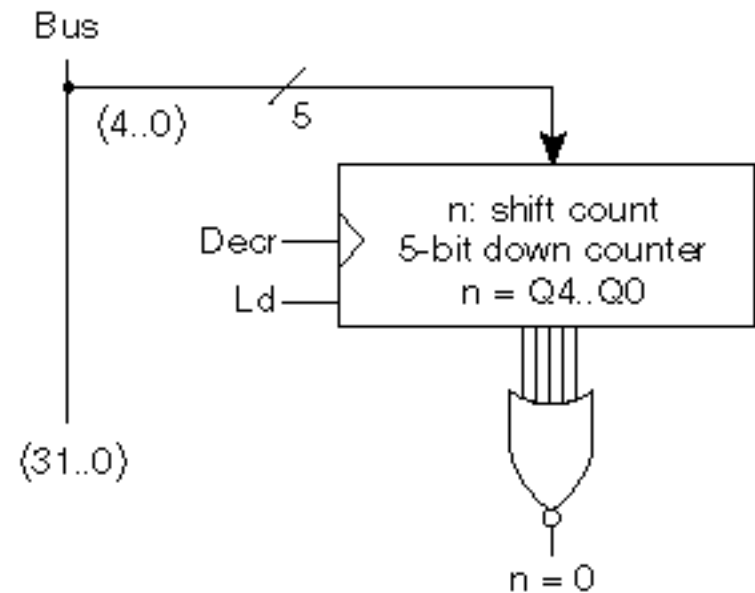 Bus
(4..0)
5
n: shift count
5-bit down counter
n = Q4..Q0
Decr
Ld
(31..0)
n = 0